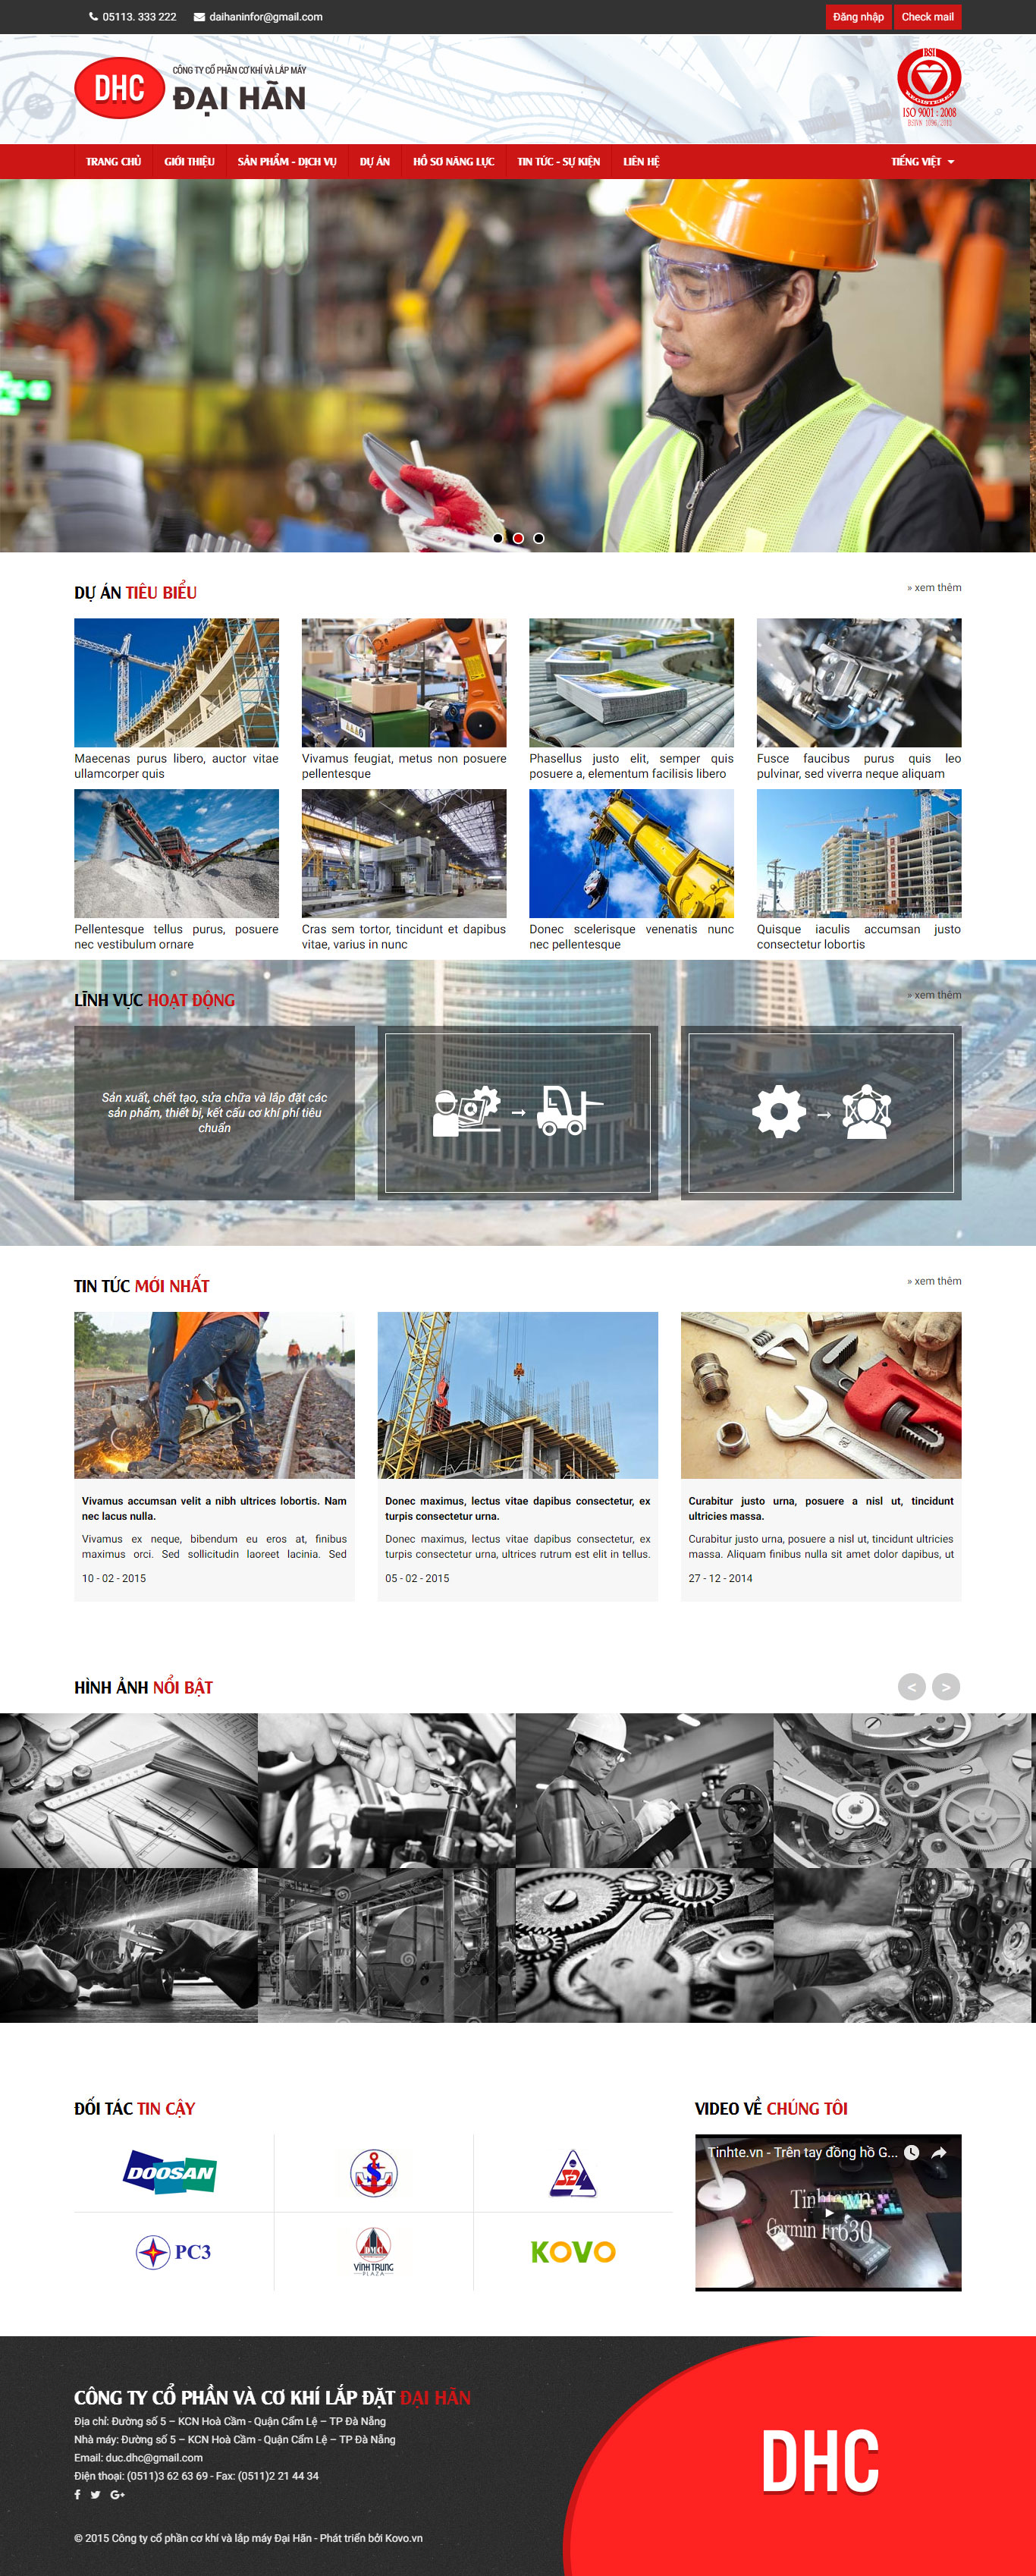 05113. 333 222
daihaninfor@gmail.com
Đăng nhập
Check mail
DHC
CÔNG TY CỔ PHẦN CƠ KHÍ VÀ LẮP MÁY
ĐẠI HÃN
BSI
REGISTERED
ISO 9001 : 2008
TRANG CHỦ
GIỚI THIỆU
SẢN PHẨM - DỊCH VỤ
DỰ ÁN
HỒ SƠ NĂNG LỰC
TIN TỨC - SỰ KIỆN
LIÊN HỆ
TIẾNG VIỆT
DỰ ÁN TIÊU BIỂU
» xem thêm
Maecenas purus libero, auctor vitae
ullamcorper quis
Vivamus feugiat, metus non posuere
pellentesque
Phasellus justo elit, semper quis
posuere a, elementum facilisis libero
Fusce faucibus purus quis leo
pulvinar, sed viverra neque aliquam
Pellentesque tellus purus, posuere
nec vestibulum ornare
Cras sem tortor, tincidunt et dapibus
vitae, varius in nunc
Donec scelerisque venenatis nunc
nec pellentesque
Quisque iaculis accumsan justo
consectetur lobortis
LĨNH VỰC HOẠT ĐỘNG
» xem thêm
Sản xuất, chết tạo, sửa chữa và lắp đặt các
sản phẩm, thiết bị, kết cấu cơ khí phí tiêu
chuẩn
TIN TỨC MỚI NHẤT
» xem thêm
Vivamus accumsan velit a nibh ultrices lobortis. Nam
nec lacus nulla.
Vivamus ex neque, bibendum eu eros at, finibus
maximus orci. Sed sollicitudin laoreet lacinia. Sed
10 - 02 - 2015
Donec maximus, lectus vitae dapibus consectetur, ex
turpis consectetur urna.
Donec maximus, lectus vitae dapibus consectetur, ex
turpis consectetur urna, ultrices rutrum est elit in tellus.
05 - 02 - 2015
Curabitur justo urna, posuere a nisl ut, tincidunt
ultricies massa.
Curabitur justo urna, posuere a nisl ut, tincidunt ultricies
massa. Aliquam finibus nulla sit amet dolor dapibus, ut
27 - 12 - 2014
HÌNH ẢNH NỔI BẬT
< >
ĐỐI TÁC TIN CẬY
DOOSAN
PC3
DMC
VĨNH TRUNG
PLAZA
KOVO
VIDEO VỀ CHÚNG TÔI
Tinhte.vn - Trên tay đồng hồ G...
Tinhte.vn
Garmin Fr630
CÔNG TY CỔ PHẦN VÀ CƠ KHÍ LẮP ĐẶT ĐẠI HÃN
Địa chỉ: Đường số 5 – KCN Hoà Cầm - Quận Cẩm Lệ – TP Đà Nẵng
Nhà máy: Đường số 5 – KCN Hoà Cầm - Quận Cẩm Lệ – TP Đà Nẵng
Email: duc.dhc@gmail.com
Điện thoại: (0511)3 62 63 69 - Fax: (0511)2 21 44 34
© 2015 Công ty cổ phần cơ khí và lắp máy Đại Hãn - Phát triển bởi Kovo.vn
DHC